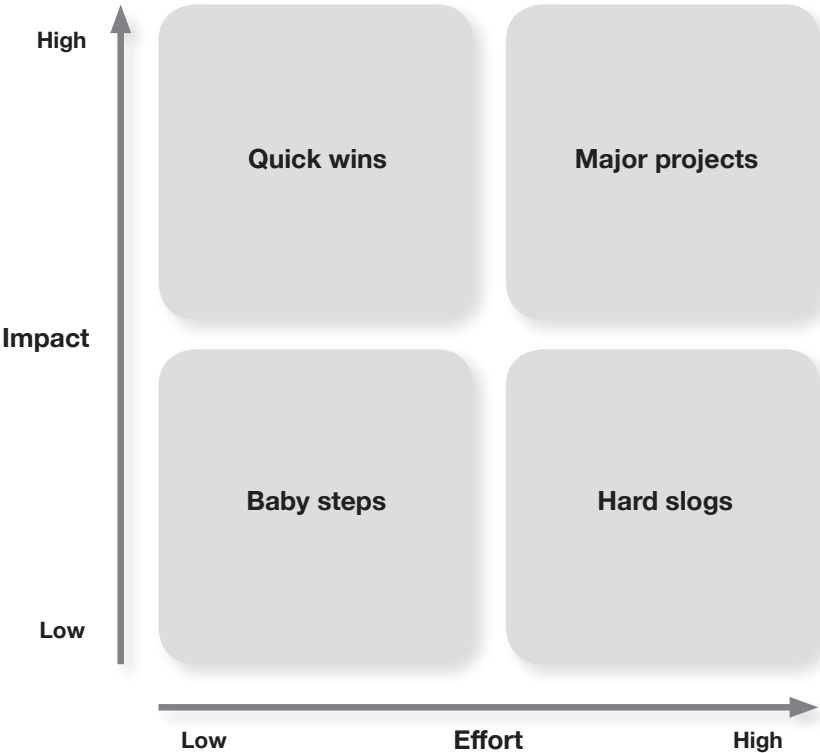 High
Quick wins
Major projects
Impact
Baby steps
Hard slogs
Low
Low
Effort
High